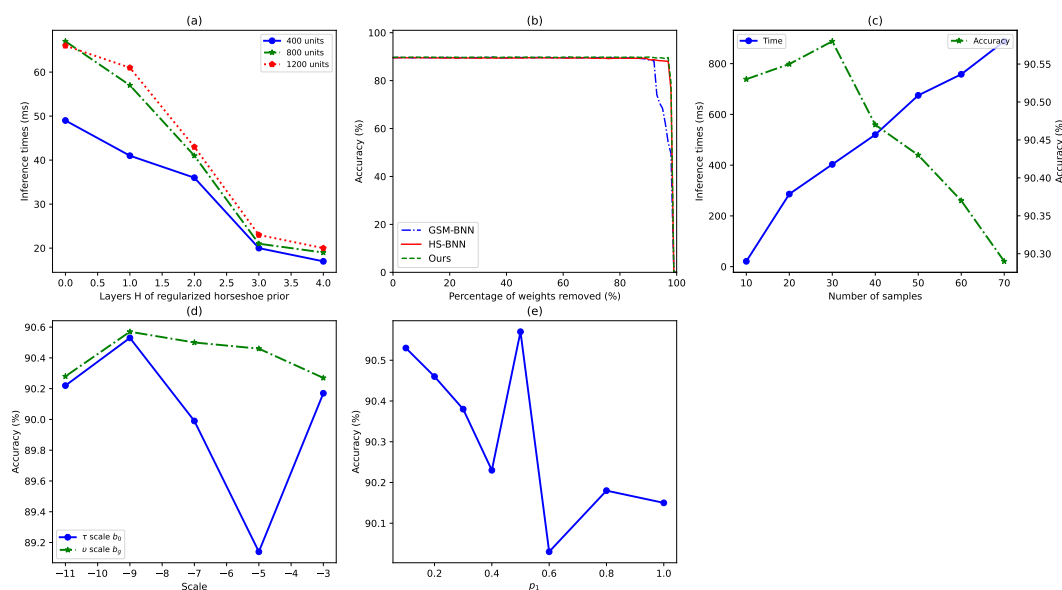 (a)
400 units
800 units
1200 units
Inference times (ms)
60
50
40
30
20
0.0 0.5 1.0 1.5 2.0 2.5 3.0 3.5 4.0
Layers H of regularized horseshoe prior
(b)
Accuracy (%)
100
80
60
40
20
0
GSM-BNN
HS-BNN
Ours
0 20 40 60 80 100
Percentage of weights removed (%)
(c)
Time
Accuracy
Inference times (ms)
800
600
400
200
0
90.55
90.50
90.45
90.40
90.35
90.30
Accuracy (%)
10 20 30 40 50 60 70
Number of samples
(d)
Accuracy (%)
90.6
90.4
90.2
90.0
89.8
89.6
89.4
89.2
τ scale b₀
υ scale b_g
−11 −10 −9 −8 −7 −6 −5 −4 −3
Scale
(e)
Accuracy (%)
90.5
90.4
90.3
90.2
90.1
0.2 0.4 0.6 0.8 1.0
p₁